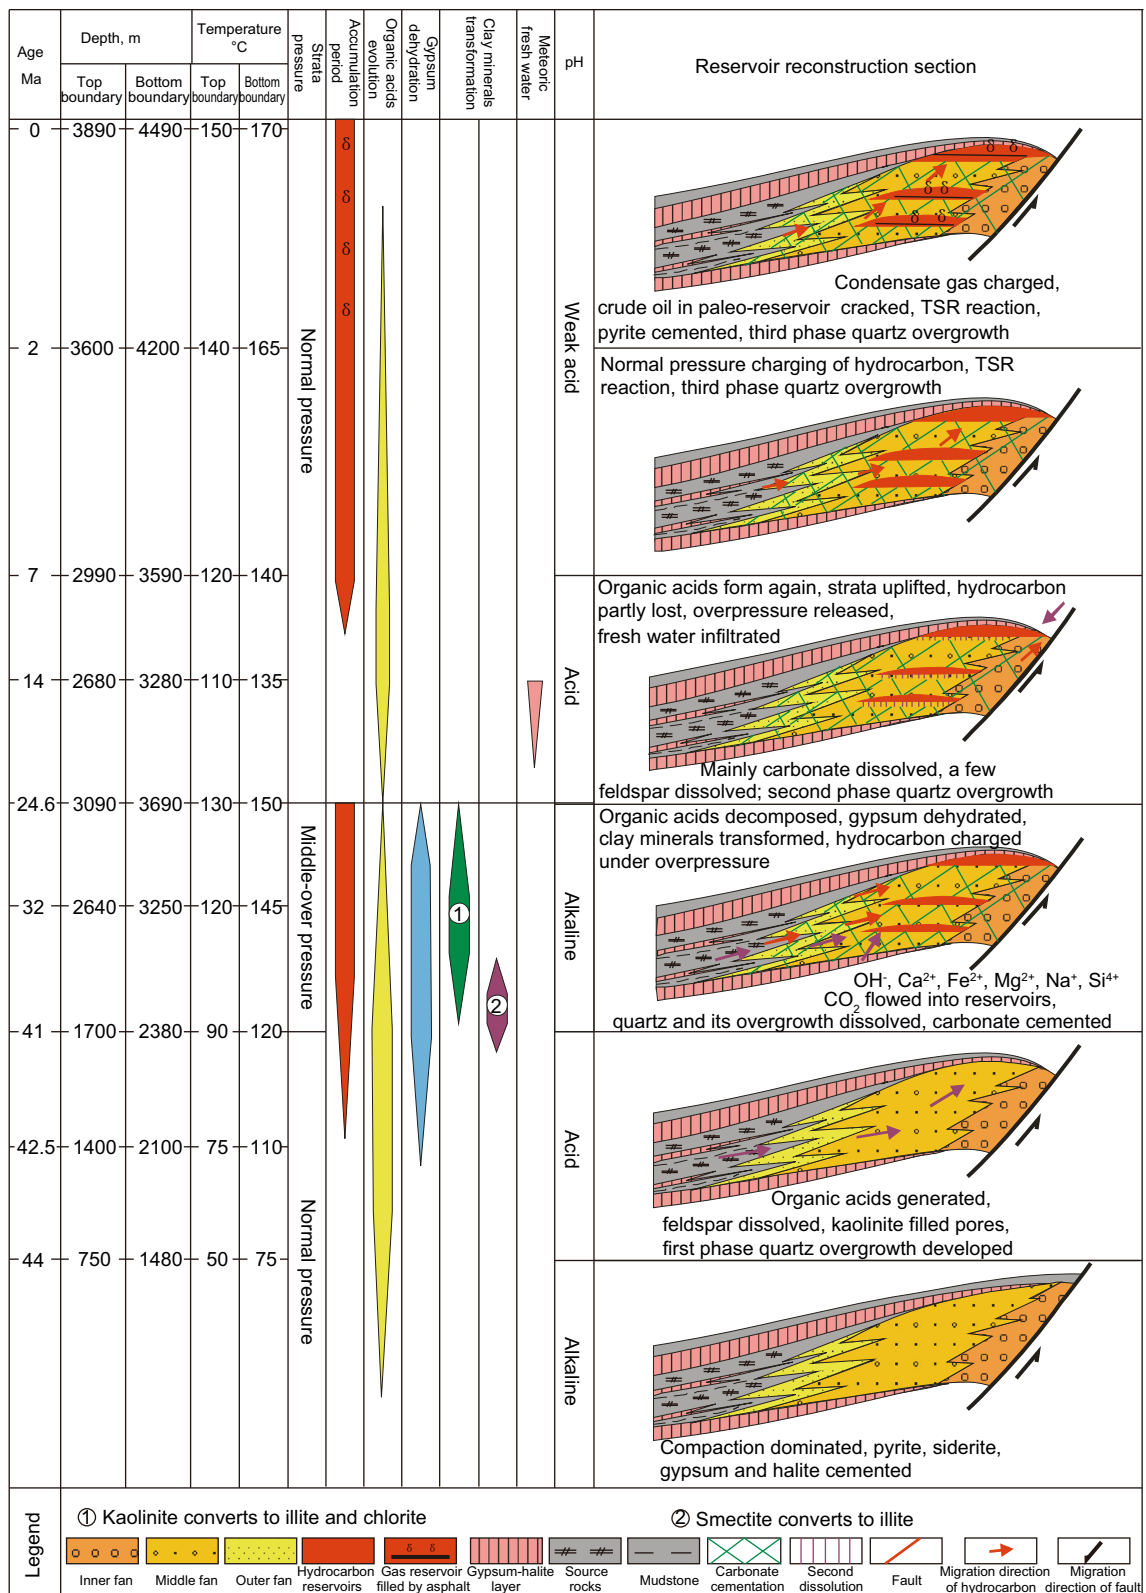 Age
Ma
Depth, m
Temperature
°C
Top
boundary
Bottom
boundary
Top
boundary
Bottom
boundary
Strata
pressure
Accumulation
period
Organic acids
evolution
Gypsum
dehydration
Clay minerals
transformation
Meteoric
fresh water
pH
Reservoir reconstruction section
0 3890 4490 150 170
2 3600 4200 140 165
7 2990 3590 120 140
14 2680 3280 110 135
24.6 3090 3690 130 150
32 2640 3250 120 145
41 1700 2380 90 120
42.5 1400 2100 75 110
44 750 1480 50 75
Normal pressure
Middle-over pressure
Normal pressure
δ
δ
δ
δ
①
②
Weak acid
Acid
Alkaline
Acid
Alkaline
δ δ
δ δ
δ δ
Condensate gas charged,
crude oil in paleo-reservoir cracked, TSR reaction,
pyrite cemented, third phase quartz overgrowth
Normal pressure charging of hydrocarbon, TSR
reaction, third phase quartz overgrowth
Organic acids form again, strata uplifted, hydrocarbon
partly lost, overpressure released,
fresh water infiltrated
Mainly carbonate dissolved, a few
feldspar dissolved; second phase quartz overgrowth
Organic acids decomposed, gypsum dehydrated,
clay minerals transformed, hydrocarbon charged
under overpressure
OH⁻, Ca²⁺, Fe²⁺, Mg²⁺, Na⁺, Si⁴⁺
CO₂ flowed into reservoirs,
quartz and its overgrowth dissolved, carbonate cemented
Organic acids generated,
feldspar dissolved, kaolinite filled pores,
first phase quartz overgrowth developed
Compaction dominated, pyrite, siderite,
gypsum and halite cemented
Legend
① Kaolinite converts to illite and chlorite
② Smectite converts to illite
δ δ
Inner fan
Middle fan
Outer fan
Hydrocarbon
reservoirs
Gas reservoir
filled by asphalt
Gypsum-halite
layer
Source
rocks
Mudstone
Carbonate
cementation
Second
dissolution
Fault
Migration direction
of hydrocarbon
Migration
direction of fault